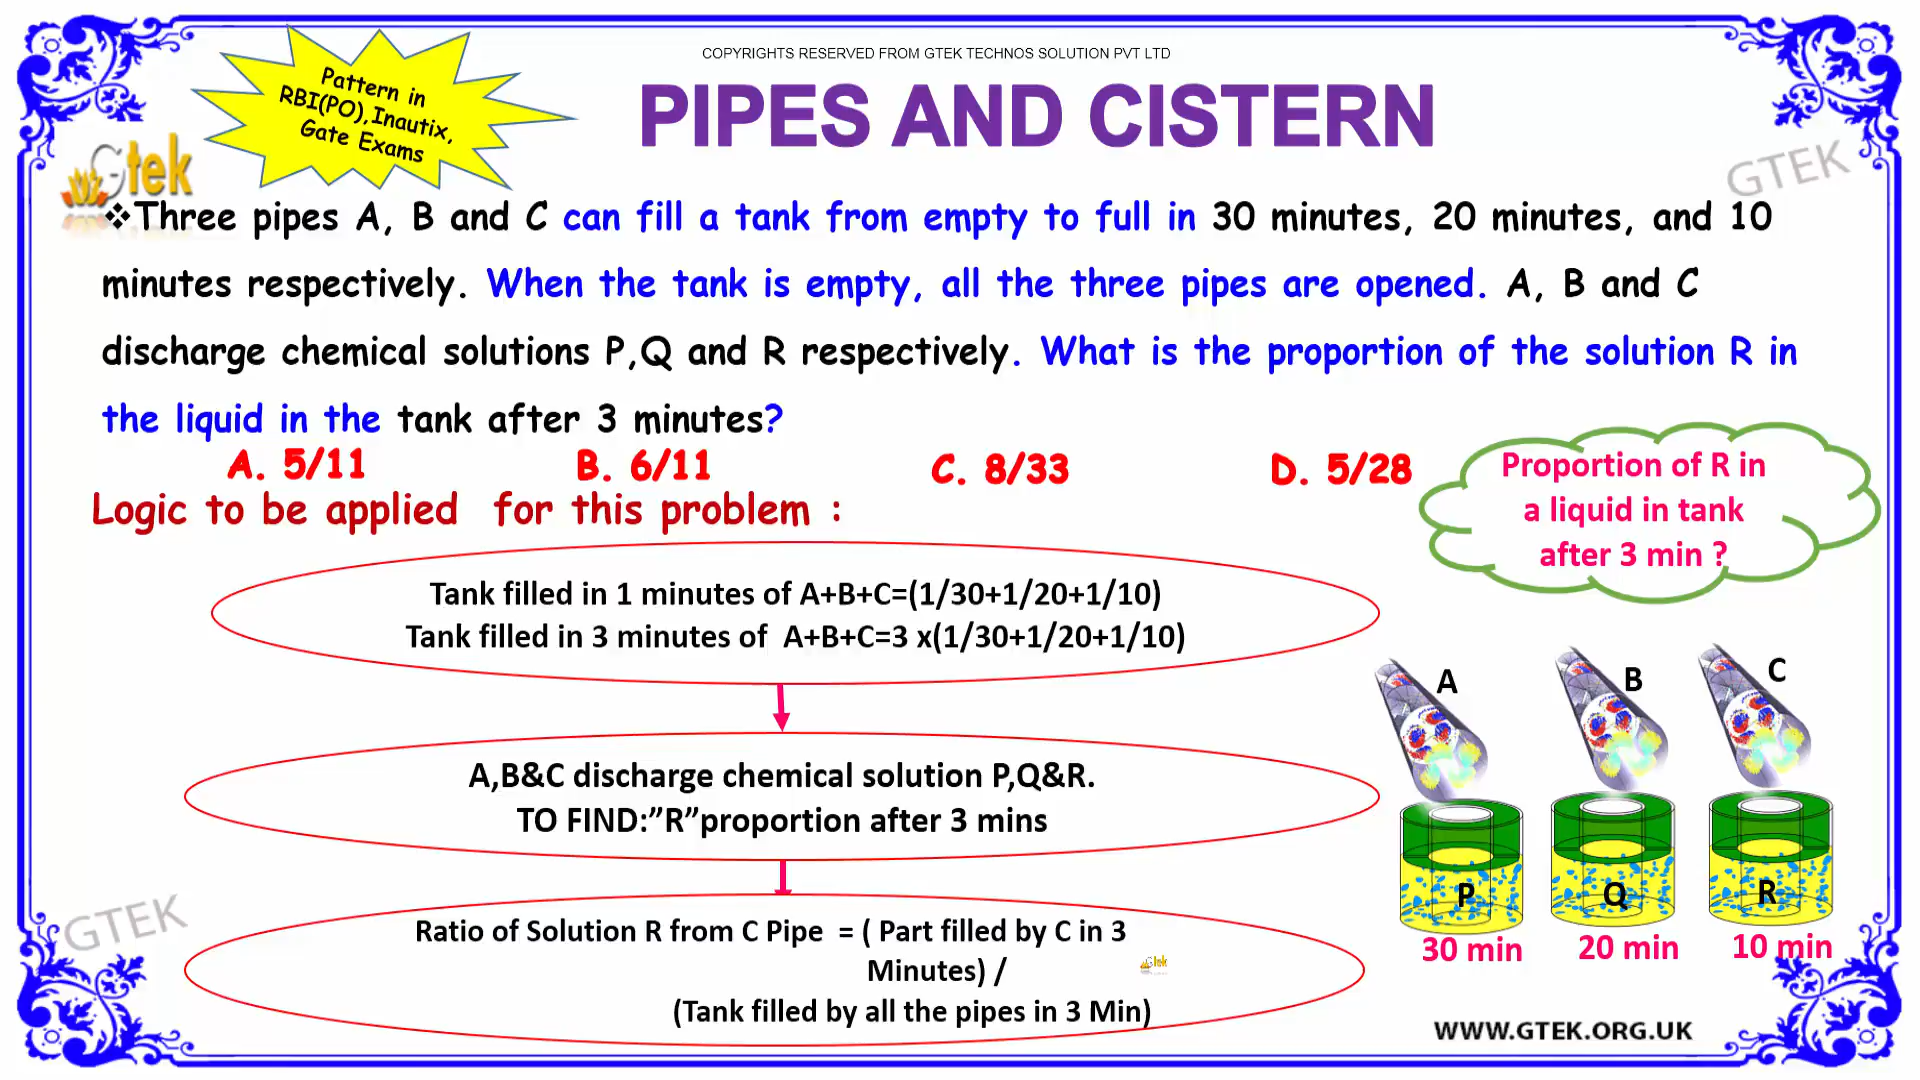 COPYRIGHTS RESERVED FROM GTEK TECHNOS SOLUTION PVT LTD
Pattern in
RBI(PO),Inautix,
Gate Exams
PIPES AND CISTERN
Gtek
GTEK
❖Three pipes A, B and C can fill a tank from empty to full in 30 minutes, 20 minutes, and 10
minutes respectively. When the tank is empty, all the three pipes are opened. A, B and C
discharge chemical solutions P,Q and R respectively. What is the proportion of the solution R in
the liquid in the tank after 3 minutes?
A. 5/11 B. 6/11 C. 8/33 D. 5/28
Logic to be applied for this problem :
Proportion of R in
a liquid in tank
after 3 min ?
Tank filled in 1 minutes of A+B+C=(1/30+1/20+1/10)
Tank filled in 3 minutes of A+B+C=3 x(1/30+1/20+1/10)
A,B&C discharge chemical solution P,Q&R.
TO FIND:”R”proportion after 3 mins
Ratio of Solution R from C Pipe = ( Part filled by C in 3
Minutes) /
(Tank filled by all the pipes in 3 Min)
Gtek
A B C
P Q R
30 min 20 min 10 min
GTEK
WWW.GTEK.ORG.UK